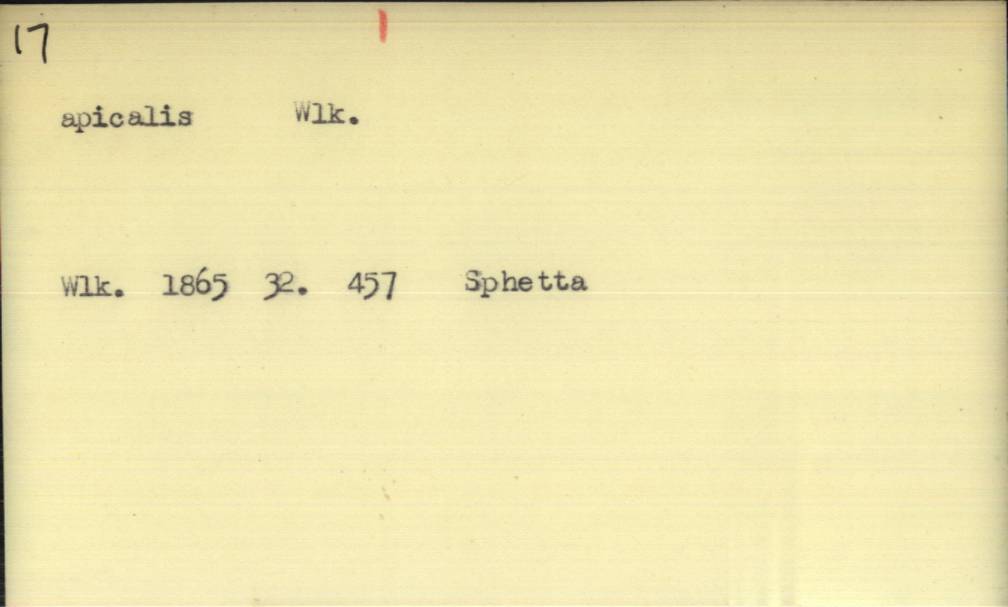 17
apicalis Wlk.
Wlk. 1865 32. 457 Sphetta